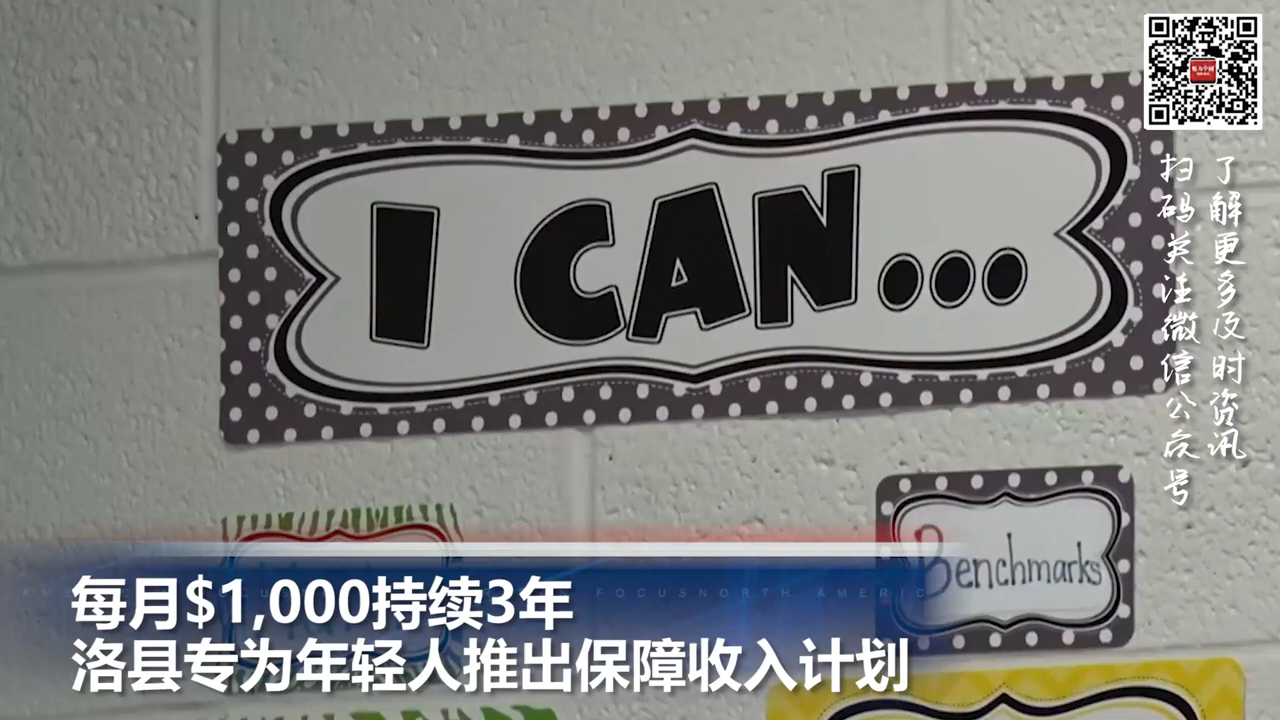 I CAN...
了解更多及时资讯
扫码关注微信公众号
Benchmarks
FOCUSNORTH AMERIC
每月$1,000持续3年
洛县专为年轻人推出保障收入计划